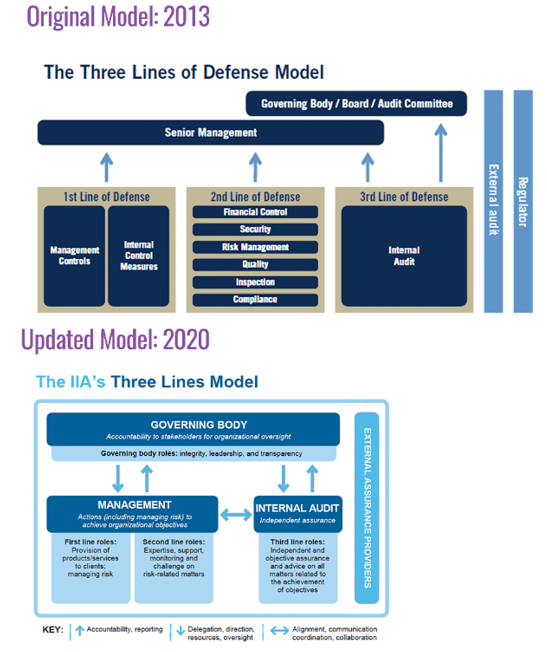 Original Model: 2013
The Three Lines of Defense Model
Governing Body / Board / Audit Committee
Senior Management
1st Line of Defense
Management
Controls
Internal
Control
Measures
2nd Line of Defense
Financial Control
Security
Risk Management
Quality
Inspection
Compliance
3rd Line of Defense
Internal
Audit
External audit
Regulator
Updated Model: 2020
The IIA's Three Lines Model
GOVERNING BODY
Accountability to stakeholders for organizational oversight
Governing body roles: integrity, leadership, and transparency
MANAGEMENT
Actions (including managing risk) to
achieve organizational objectives
First line roles:
Provision of
products/services
to clients;
managing risk
Second line roles:
Expertise, support,
monitoring and
challenge on
risk-related matters
INTERNAL AUDIT
Independent assurance
Third line roles:
Independent and
objective assurance
and advice on all
matters related to
the achievement
of objectives
EXTERNAL ASSURANCE PROVIDERS
KEY:
Accountability, reporting
Delegation, direction,
resources, oversight
Alignment, communication
coordination, collaboration